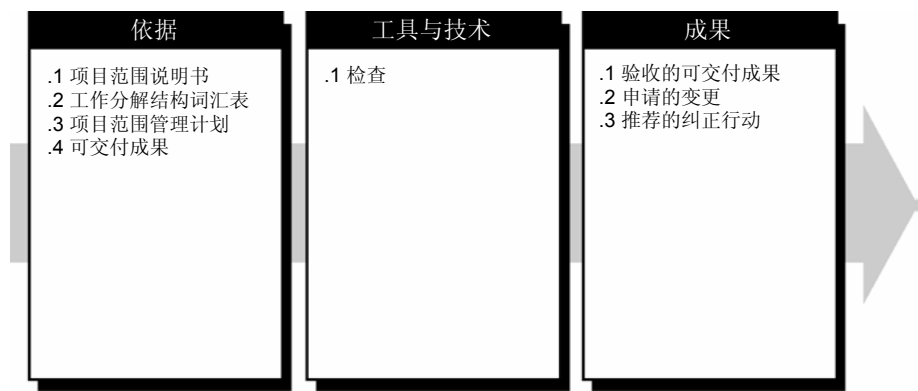 依据
.1 项目范围说明书
.2 工作分解结构词汇表
.3 项目范围管理计划
.4 可交付成果
工具与技术
.1 检查
成果
.1 验收的可交付成果
.2 申请的变更
.3 推荐的纠正行动